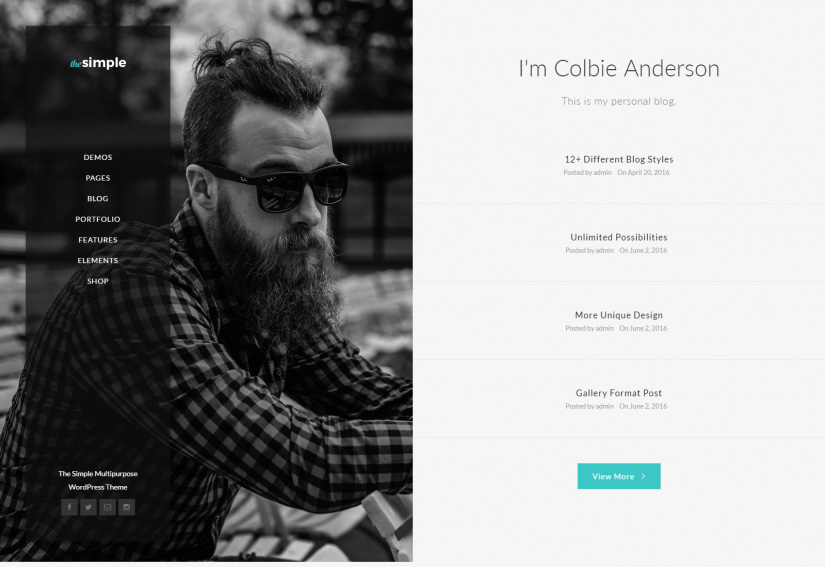 thesimple
DEMOS
PAGES
BLOG
PORTFOLIO
FEATURES
ELEMENTS
SHOP
The Simple Multipurpose
WordPress Theme
I'm Colbie Anderson
This is my personal blog.
12+ Different Blog Styles
Posted by admin On April 20, 2016
Unlimited Possibilities
Posted by admin On June 2, 2016
More Unique Design
Posted by admin On June 2, 2016
Gallery Format Post
Posted by admin On June 2, 2016
View More